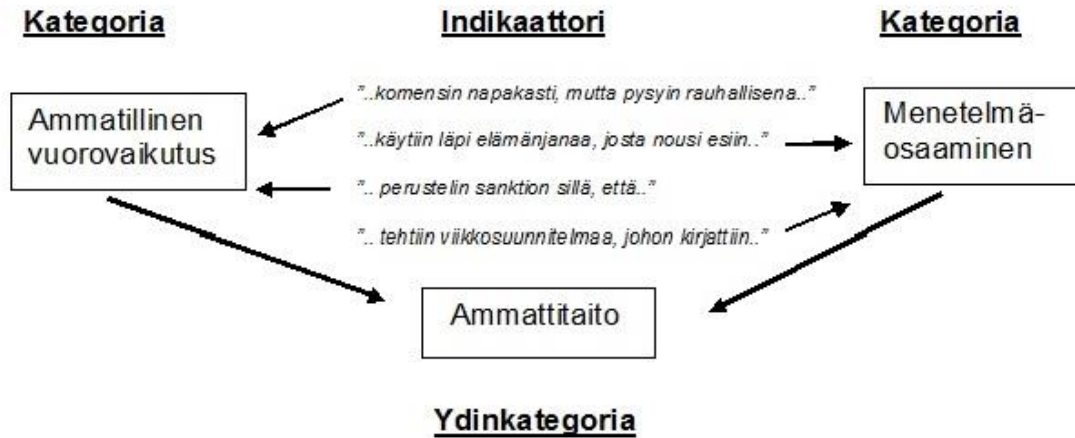 Kategoria
Indikaattori
Kategoria
Ammatillinen
vuorovaikutus
"..komensin napakasti, mutta pysyin rauhallisena.."
"..käytiin läpi elämänjanaa, josta nousi esiin.."
".. perustelin sanktion sillä, että.."
".. tehtiin viikkosuunnitelmaa, johon kirjattiin.."
Menetelmä-
osaaminen
Ammattitaito
Ydinkategoria